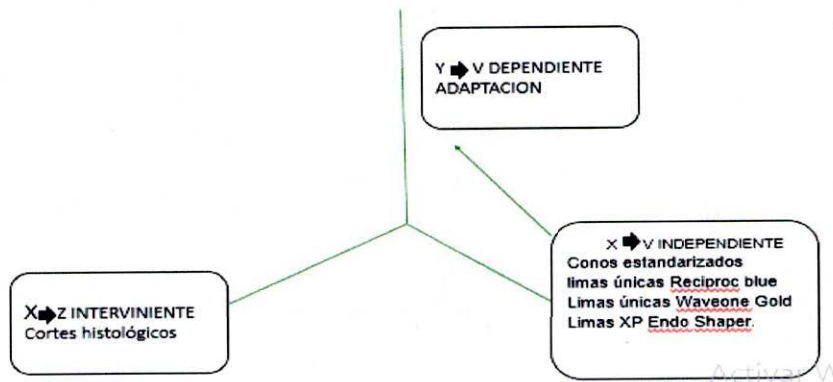 Y ➡ V DEPENDIENTE
ADAPTACION
X ➡ V INDEPENDIENTE
Conos estandarizados
limas únicas Reciproc blue
Limas únicas Waveone Gold
Limas XP Endo Shaper.
X➡Z INTERVINIENTE
Cortes histológicos
Activar W